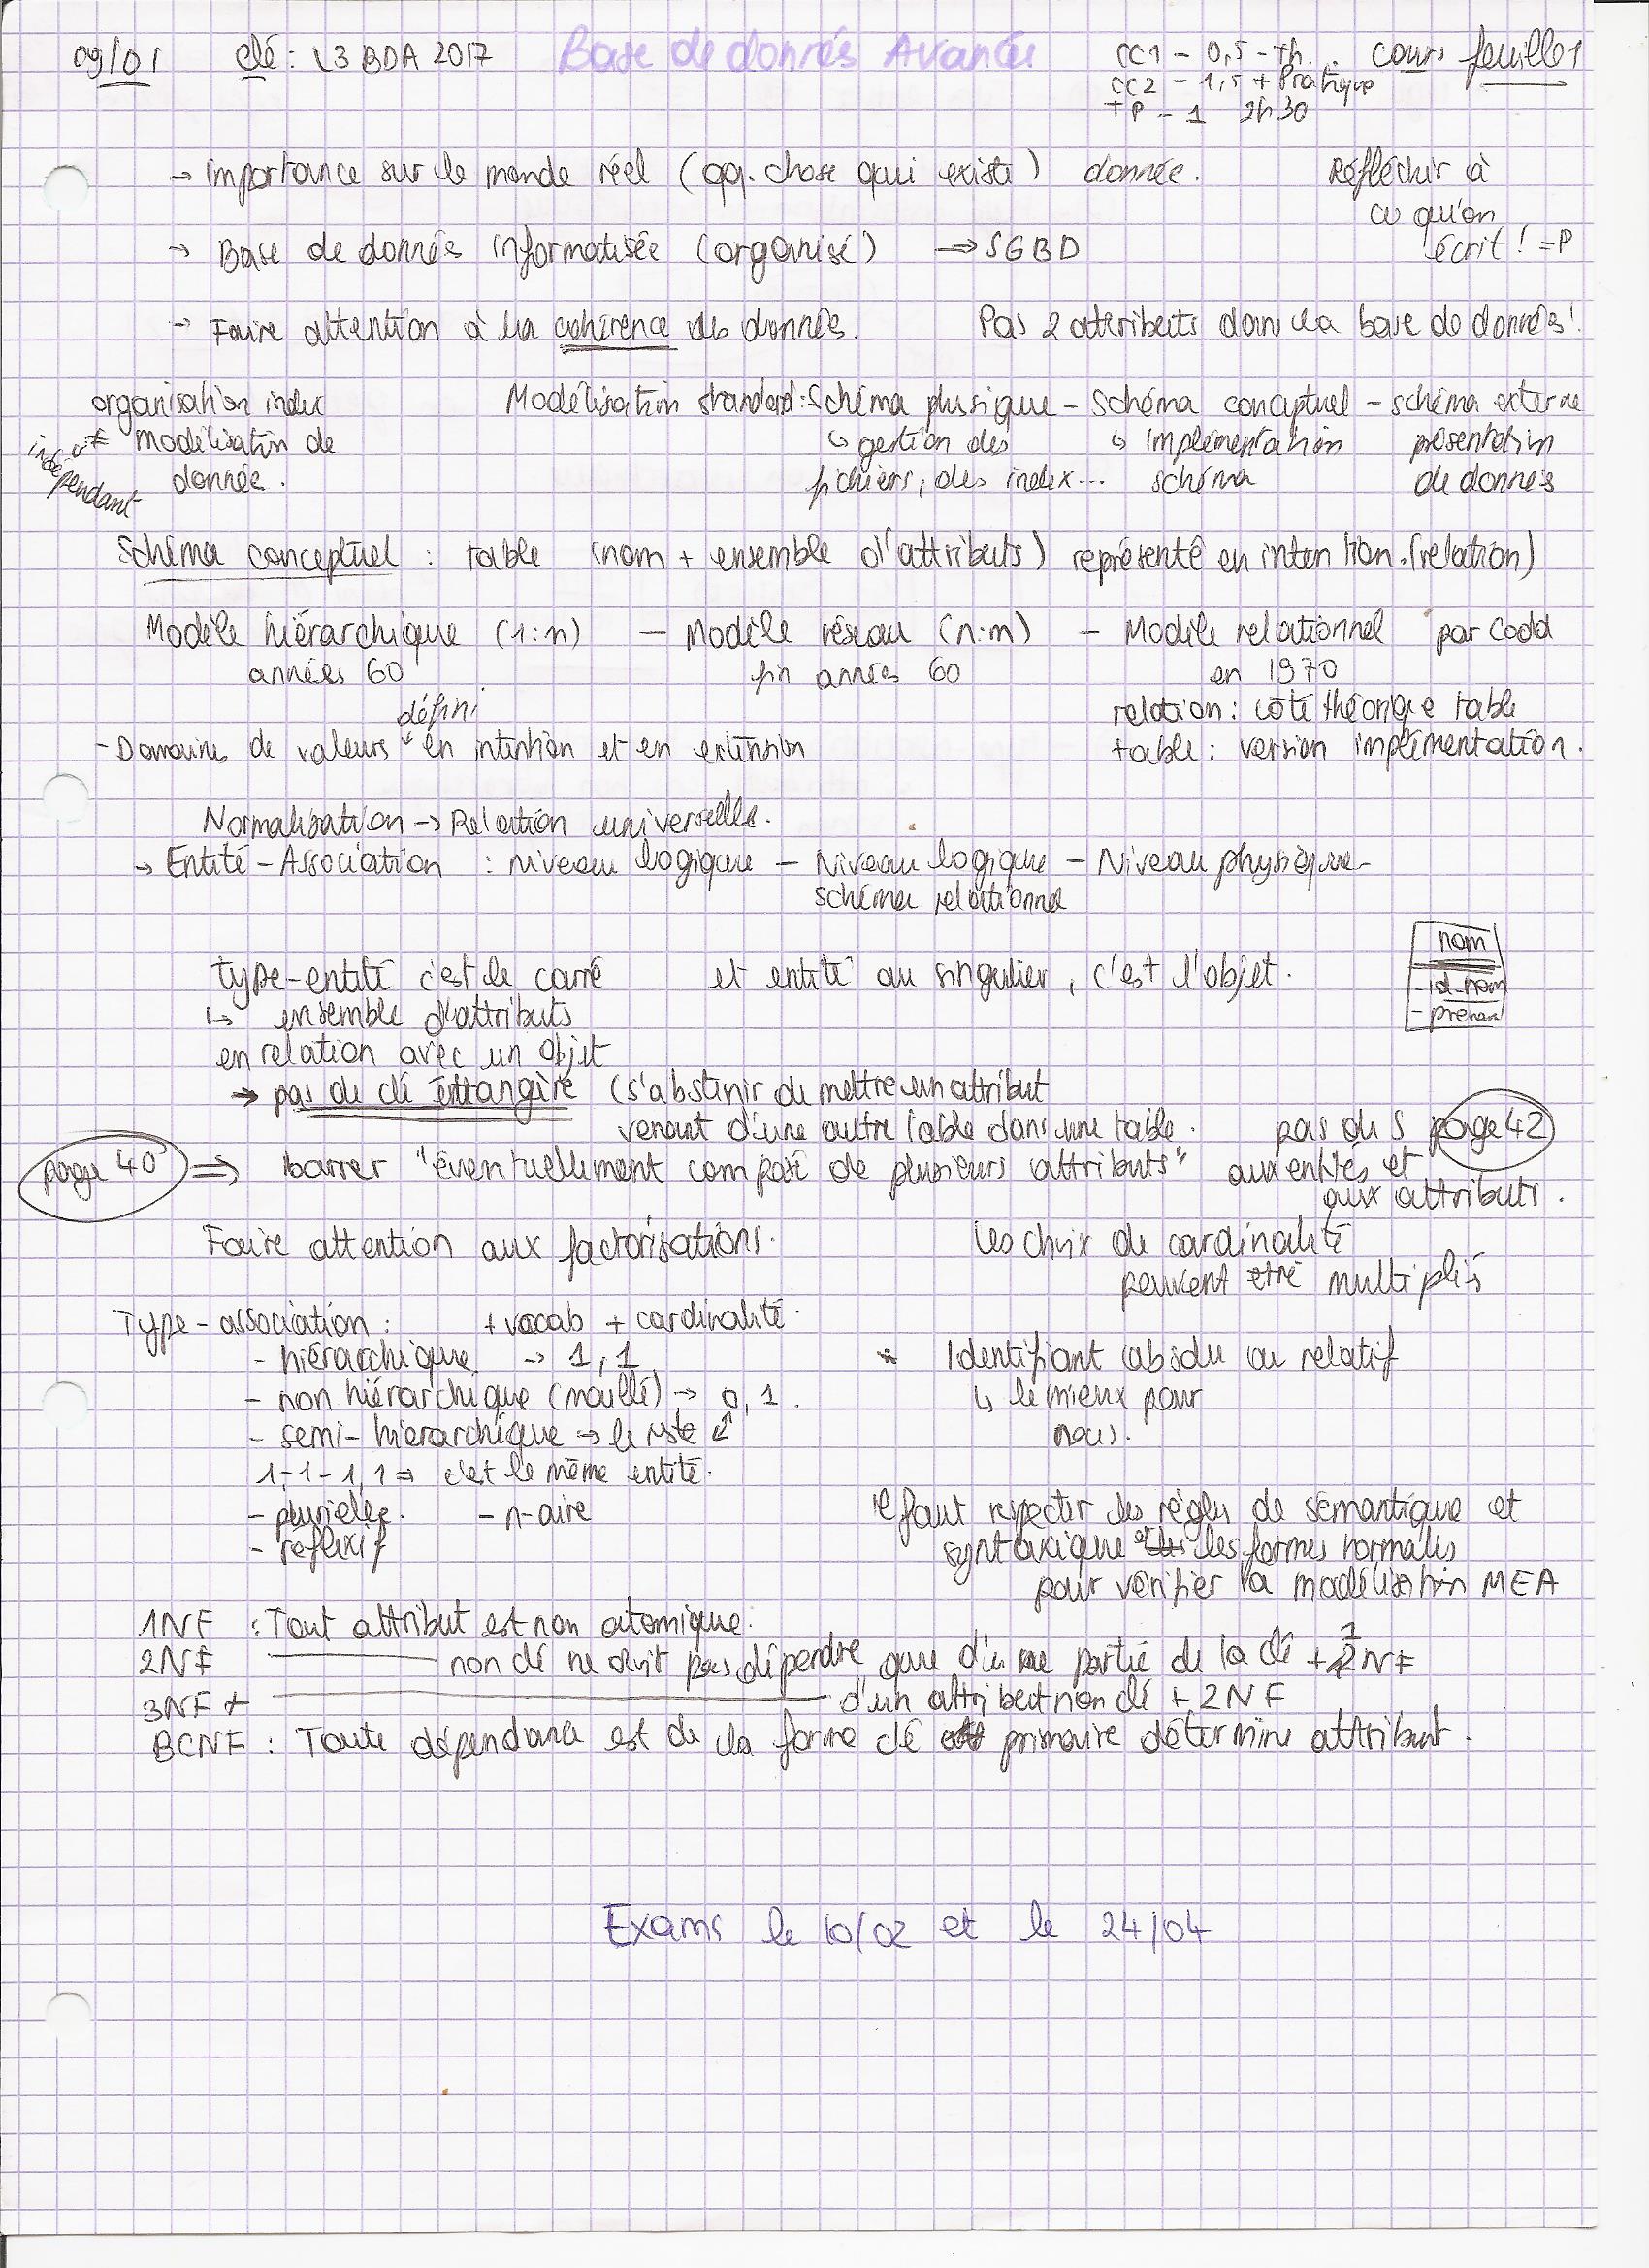 09/01 clé : L3 BDA 2017 Base de donnés Avancée cours feuille 1
CC1 - 0,5 - Th.
CC2 - 1,5 + Pratique
TP - 1 2h30
→ Importance sur le monde réel (qq. chose qui existe) donnée. Réfléchir à
ce qu'on
écrit ! =P
→ Base de donnés informatisée (organisé) ⇒ SGBD
→ Faire attention à la cohérence des donnés. Pas 2 attributs dans la base de donnés !
organisation index Modélisation standard : Schéma physique - Schéma conceptuel - schéma externe
≠ modélisation de ↳ gestion des ↳ implémentation présentation
indépendant donnée. fichiers, des index... schéma de donnés
Schéma conceptuel : table (nom + ensemble d'attributs) représenté en intention. (relation)
Modèle hiérarchique (1:n) - Modèle réseau (n:m) - Modèle relationnel par Codd
années 60 fin années 60 en 1970
défini relation : côté théorique table
- Domaines de valeurs en intention et en extension table : version implémentation.
Normalisation → Relation universelle.
→ Entité-Association : niveau logique - Niveau logique - Niveau physique
schéma relationnel
nom
- id-nom
- prenom
type-entité c'est le carré et entité au singulier, c'est l'objet.
↳ ensemble d'attributs
en relation avec un objet
→ pas de clé étrangère (s'abstenir de mettre un attribut
venant d'une autre table dans une table. pas de S page 42
page 40 ⇒ barrer "éventuellement composé de plusieurs attributs" aux entités et
aux attributs.
Faire attention aux factorisations. les choix de cardinalité
peuvent être multipliés
Type-association : + vocab + cardinalité.
- hiérarchique → 1,1 * Identifiant absolu ou relatif
- non hiérarchique (maillé) → 0,1. ↳ le mieux pour
- semi-hierarchique → le reste nous.
1-1-1,1 ⇒ c'est le même entité.
- plurielle. - n-aire Il faut respecter les règles de sémantique et
- réflexif syntaxique et les formes normales
pour vérifier la modélisation MEA
1NF : Tout attribut est non atomique.
2NF ——— non clé ne doit pas dépendre que d'une partie de la clé + 1NF
3NF + ——— d'un attribut non clé + 2NF
BCNF : Toute dépendance est de la forme clé primaire détermine attribut.
Exams le 10/02 et le 24/04